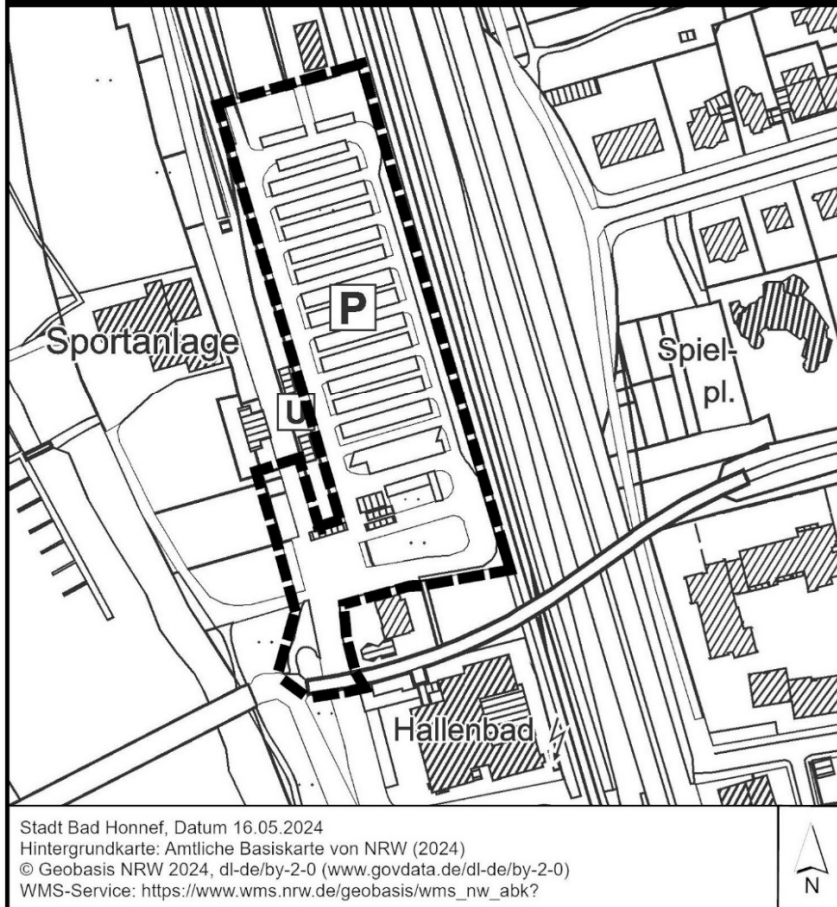 P
Sportanlage
Spiel-
pl.
U
Hallenbad
Stadt Bad Honnef, Datum 16.05.2024
Hintergrundkarte: Amtliche Basiskarte von NRW (2024)
© Geobasis NRW 2024, dl-de/by-2-0 (www.govdata.de/dl-de/by-2-0)
WMS-Service: https://www.wms.nrw.de/geobasis/wms_nw_abk?
N